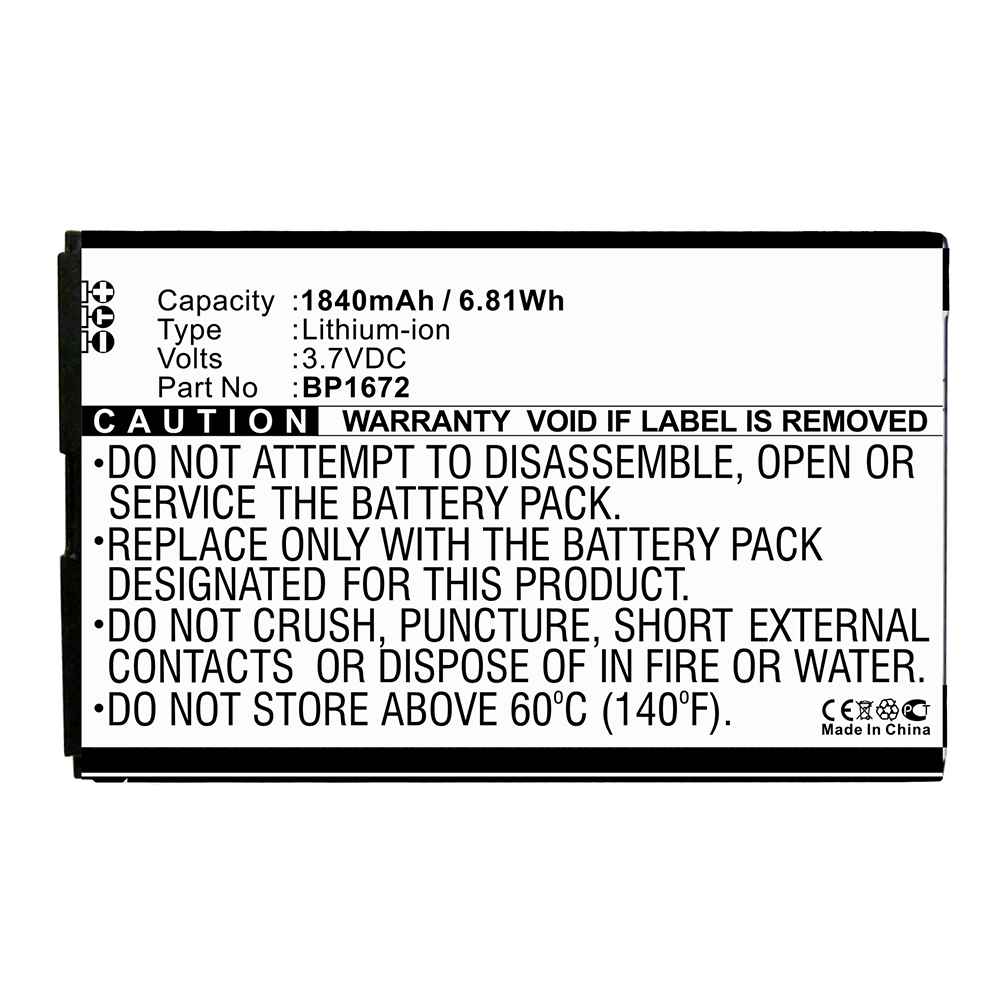 Capacity :1840mAh / 6.81Wh
Type :Lithium-ion
Volts :3.7VDC
Part No :BP1672
CAUTION WARRANTY VOID IF LABEL IS REMOVED
•DO NOT ATTEMPT TO DISASSEMBLE, OPEN OR
SERVICE THE BATTERY PACK.
•REPLACE ONLY WITH THE BATTERY PACK
DESIGNATED FOR THIS PRODUCT.
•DO NOT CRUSH, PUNCTURE, SHORT EXTERNAL
CONTACTS OR DISPOSE OF IN FIRE OR WATER.
•DO NOT STORE ABOVE 60°C (140°F).
CE PCT
Made In China